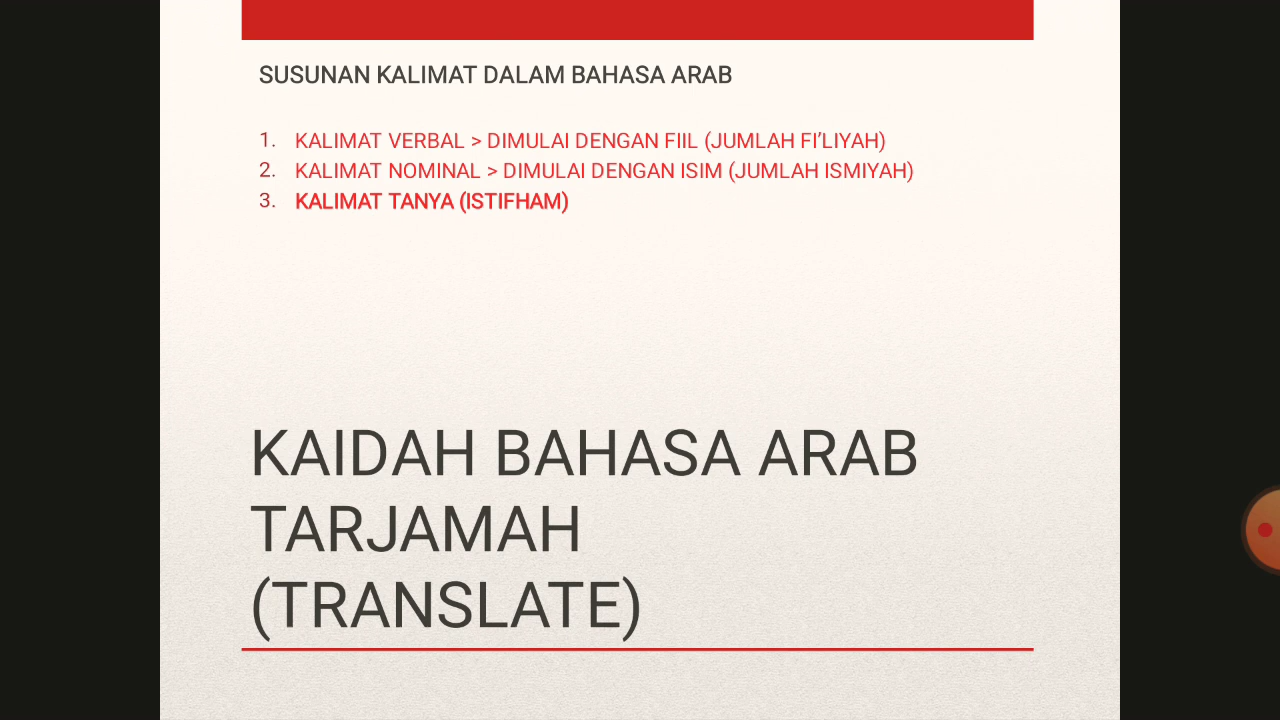 SUSUNAN KALIMAT DALAM BAHASA ARAB
1. KALIMAT VERBAL > DIMULAI DENGAN FIIL (JUMLAH FI’LIYAH)
2. KALIMAT NOMINAL > DIMULAI DENGAN ISIM (JUMLAH ISMIYAH)
3. KALIMAT TANYA (ISTIFHAM)
KAIDAH BAHASA ARAB
TARJAMAH
(TRANSLATE)